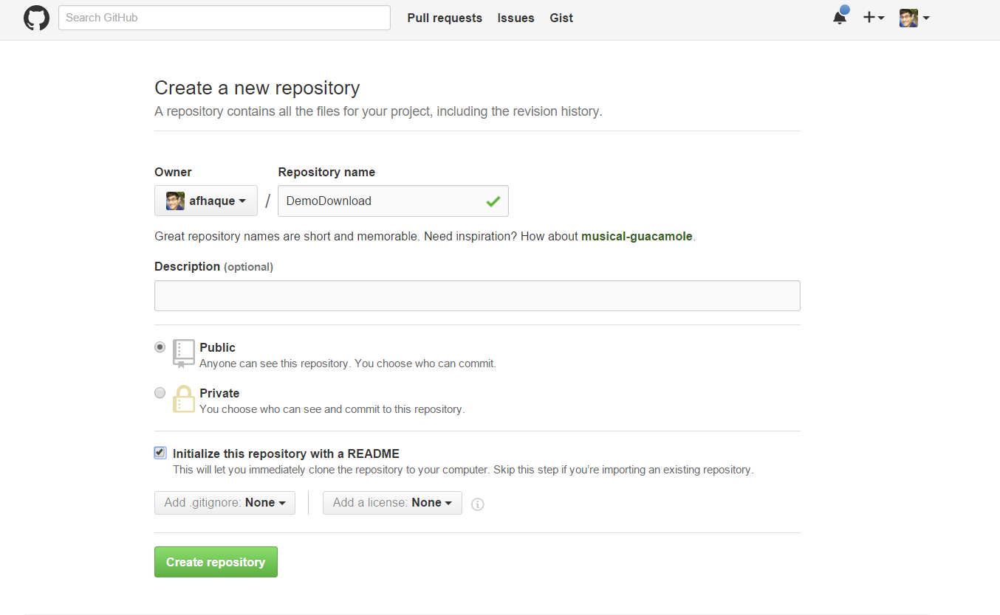 Search GitHub Pull requests Issues Gist
Create a new repository
A repository contains all the files for your project, including the revision history.
Owner Repository name
afhaque / DemoDownload
Great repository names are short and memorable. Need inspiration? How about musical-guacamole.
Description (optional)
Public
Anyone can see this repository. You choose who can commit.
Private
You choose who can see and commit to this repository.
Initialize this repository with a README
This will let you immediately clone the repository to your computer. Skip this step if you’re importing an existing repository.
Add .gitignore: None Add a license: None
Create repository